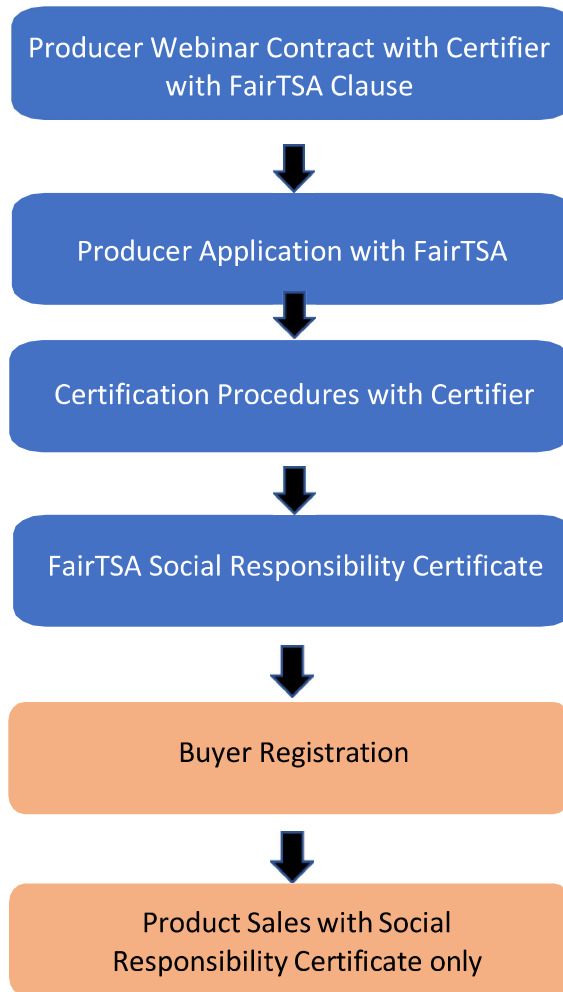 Producer Webinar Contract with Certifier
with FairTSA Clause
Producer Application with FairTSA
Certification Procedures with Certifier
FairTSA Social Responsibility Certificate
Buyer Registration
Product Sales with Social
Responsibility Certificate only